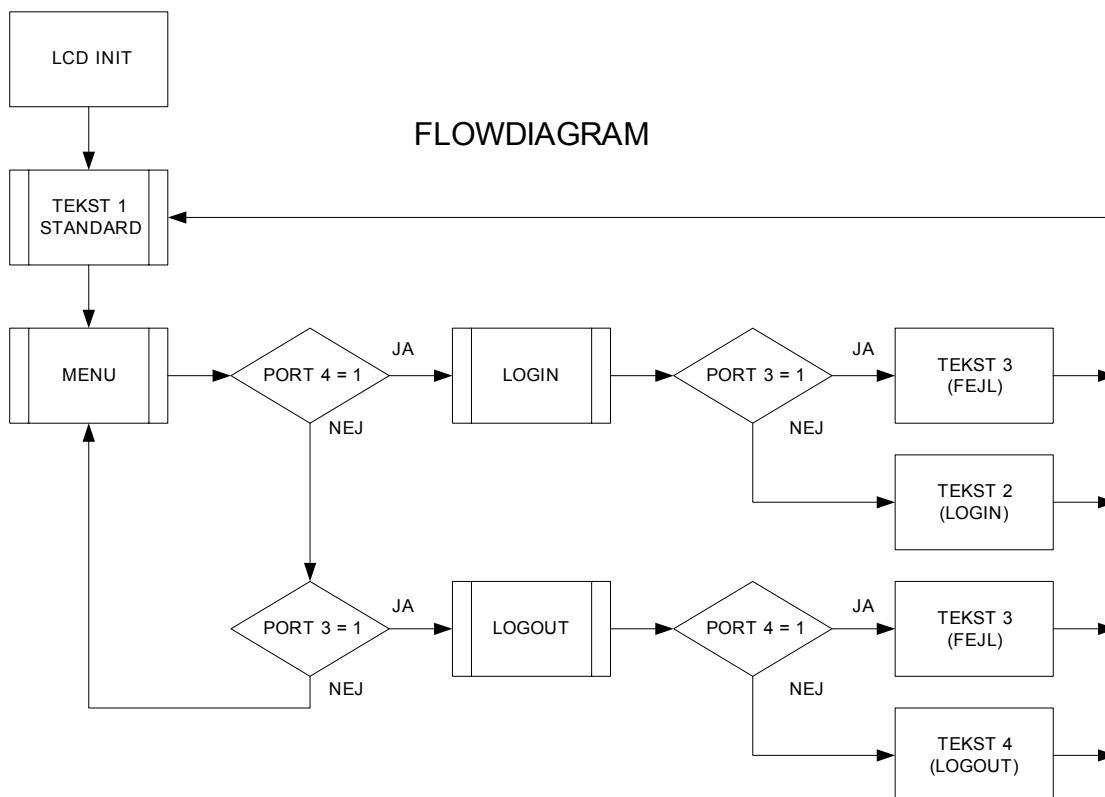 LCD INIT
FLOWDIAGRAM
TEKST 1
STANDARD
MENU
PORT 4 = 1
JA
NEJ
LOGIN
PORT 3 = 1
JA
NEJ
TEKST 3
(FEJL)
TEKST 2
(LOGIN)
PORT 3 = 1
JA
NEJ
LOGOUT
PORT 4 = 1
JA
NEJ
TEKST 3
(FEJL)
TEKST 4
(LOGOUT)